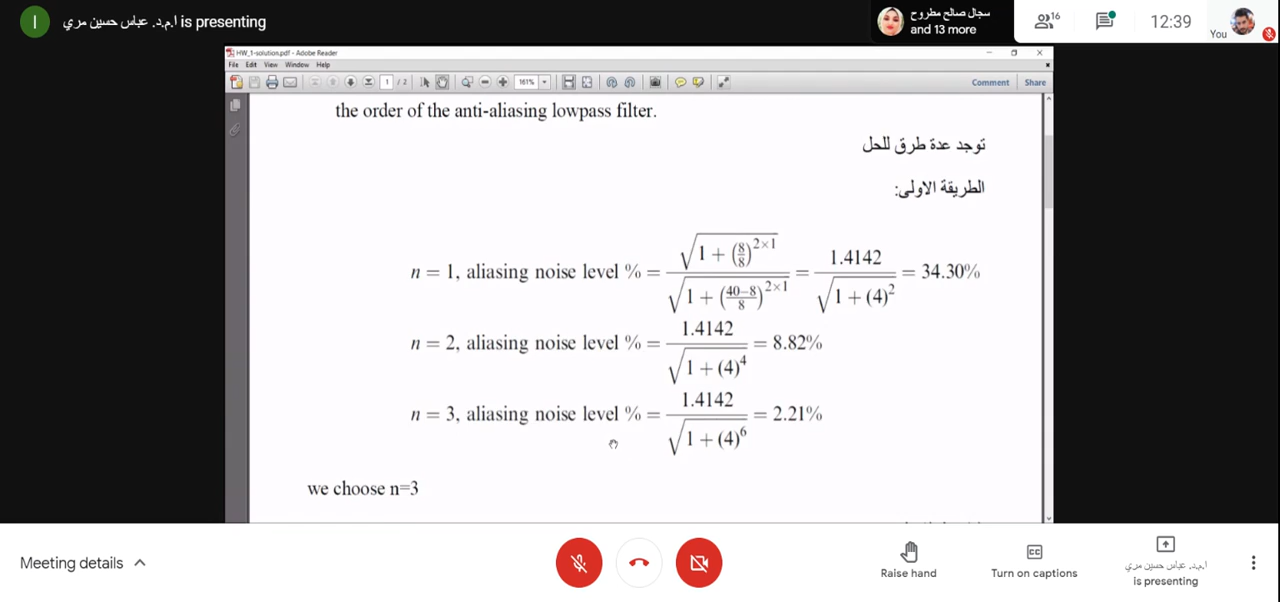 ا.م.د. عباس حسين مري is presenting
سجال صالح مطروح
and 13 more
16
12:39
You
HW_1-solution.pdf - Adobe Reader
File Edit View Window Help
1 / 2
161%
Comment Share
the order of the anti-aliasing lowpass filter.
توجد عدة طرق للحل
الطريقة الاولى:
n = 1, aliasing noise level % = √(1 + (8/8)^(2×1)) / √(1 + ((40−8)/8)^(2×1)) = 1.4142 / √(1 + (4)^2) = 34.30%
n = 2, aliasing noise level % = 1.4142 / √(1 + (4)^4) = 8.82%
n = 3, aliasing noise level % = 1.4142 / √(1 + (4)^6) = 2.21%
we choose n=3
Meeting details
Raise hand
Turn on captions
ا.م.د. عباس حسين مري
is presenting